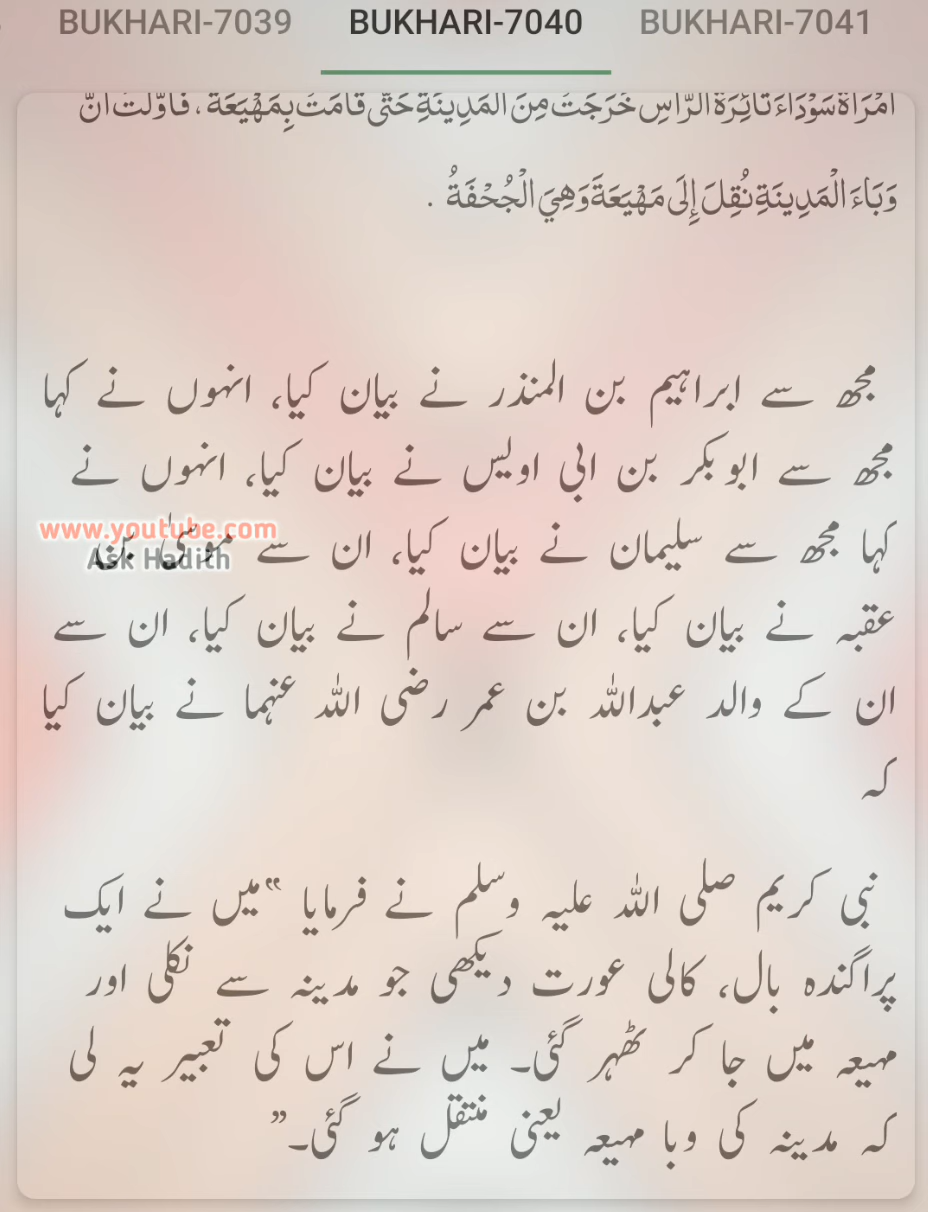 BUKHARI-7039 BUKHARI-7040 BUKHARI-7041
امْرَأَةً سَوْدَاءَ ثَائِرَةَ الرَّأْسِ خَرَجَتْ مِنَ الْمَدِينَةِ حَتَّى قَامَتْ بِمَهْيَعَةَ ، فَأَوَّلْتُ أَنَّ
وَبَاءَ الْمَدِينَةِ نُقِلَ إِلَى مَهْيَعَةَ وَهِيَ الْجُحْفَةُ .
مجھ سے ابراہیم بن المنذر نے بیان کیا، انہوں نے کہا
مجھ سے ابوبکر بن ابی اویس نے بیان کیا، انہوں نے
کہا مجھ سے سلیمان نے بیان کیا، ان سے موسیٰ بن
www.youtube.com
Ask Hadith
عقبہ نے بیان کیا، ان سے سالم نے بیان کیا، ان سے
ان کے والد عبداللہ بن عمر رضی اللہ عنہما نے بیان کیا
کہ
نبی کریم صلی اللہ علیہ وسلم نے فرمایا ”میں نے ایک
پراگندہ بال، کالی عورت دیکھی جو مدینہ سے نکلی اور
مہیعہ میں جا کر ٹھہر گئی۔ میں نے اس کی تعبیر یہ لی
کہ مدینہ کی وبا مہیعہ یعنی منتقل ہو گئی۔“